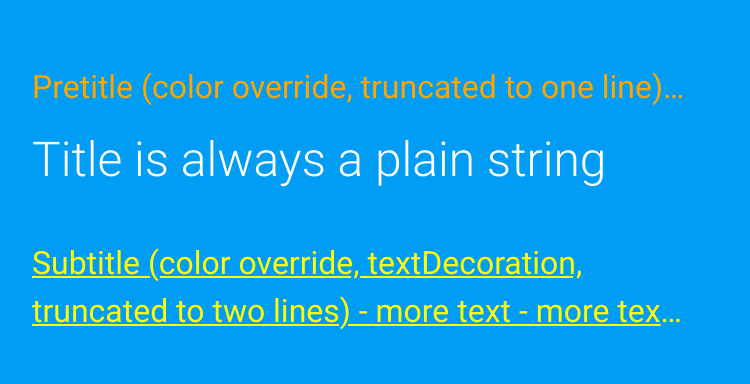 Pretitle (color override, truncated to one line)...
Title is always a plain string
Subtitle (color override, textDecoration,
truncated to two lines) - more text - more tex...